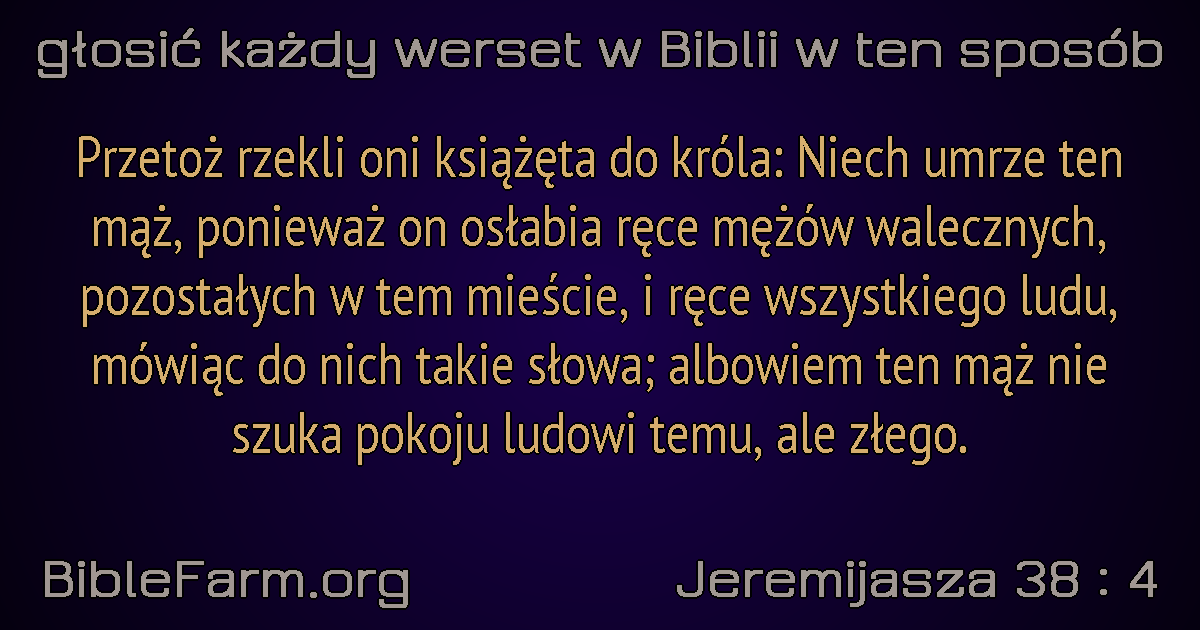 głosić każdy werset w Biblii w ten sposób
Przetoż rzekli oni książęta do króla: Niech umrze ten
mąż, ponieważ on osłabia ręce mężów walecznych,
pozostałych w tem mieście, i ręce wszystkiego ludu,
mówiąc do nich takie słowa; albowiem ten mąż nie
szuka pokoju ludowi temu, ale złego.
BibleFarm.org
Jeremijasza 38 : 4